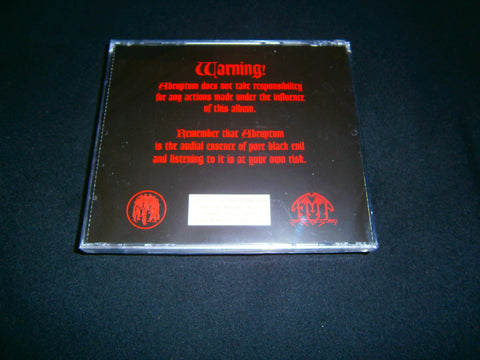 Warning!
Abruptum does not take responsibility
for any actions made under the influence
of this album.
Remember that Abruptum
is the audial essence of pure black evil
and listening to it is at your own risk.